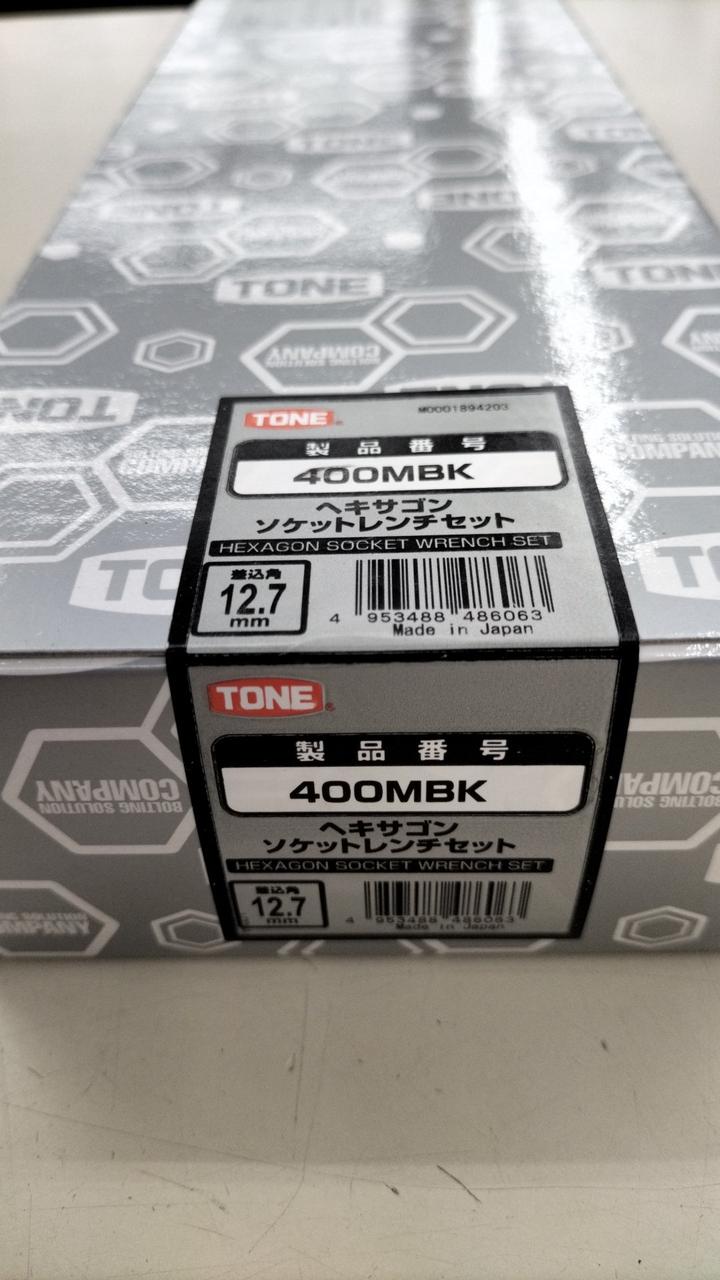 TONE
TONE
COMPANY
BOLTING SOLUTION
TONE
TONE
M0001894203
製品番号
400MBK
ヘキサゴン
ソケットレンチセット
HEXAGON SOCKET WRENCH SET
差込角
12.7
mm
4 953488 486063
Made in Japan
TONE
製品番号
400MBK
ヘキサゴン
ソケットレンチセット
HEXAGON SOCKET WRENCH SET
差込角
12.7
mm
4 953488 486063
Made in Japan
BOLTING SOLUTION
COMPANY